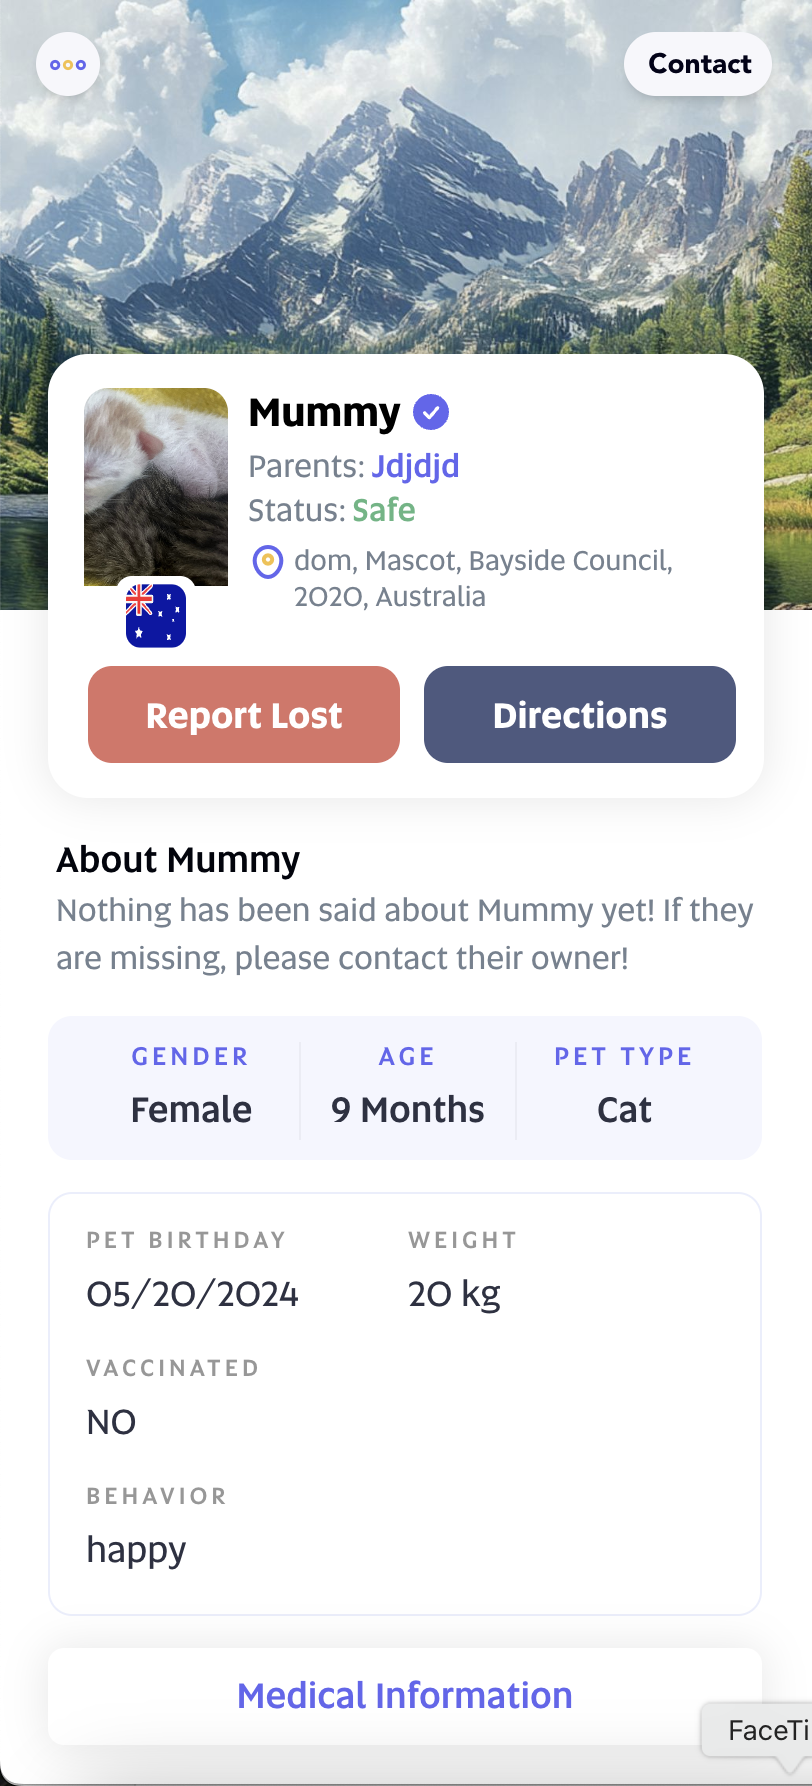 Contact
Mummy
Parents: Jdjdjd
Status: Safe
dom, Mascot, Bayside Council,
2020, Australia
Report Lost
Directions
About Mummy
Nothing has been said about Mummy yet! If they
are missing, please contact their owner!
GENDER
AGE
PET TYPE
Female
9 Months
Cat
PET BIRTHDAY
WEIGHT
05/20/2024
20 kg
VACCINATED
NO
BEHAVIOR
happy
Medical Information
FaceTi